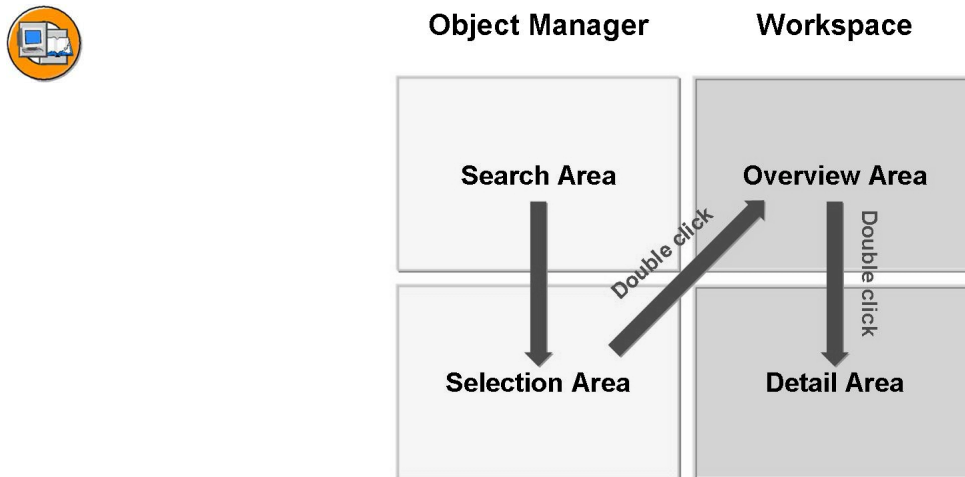 Object Manager
Workspace
Search Area
Overview Area
Double click
Double click
Selection Area
Detail Area